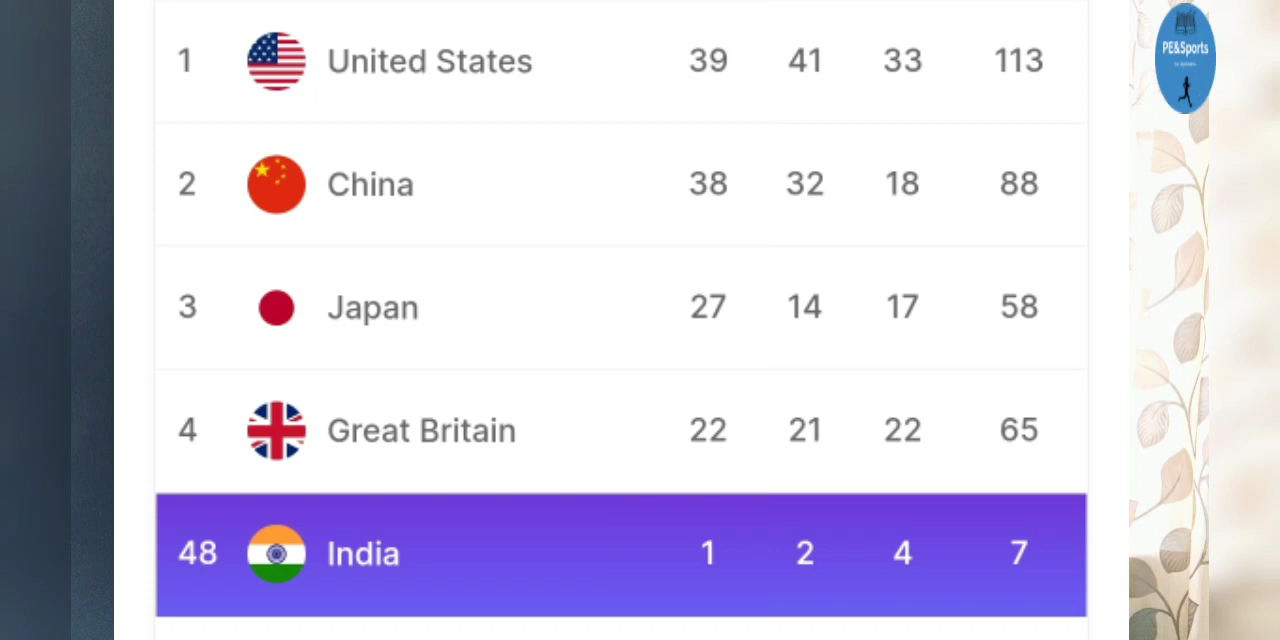 1 United States 39 41 33 113
2 China 38 32 18 88
3 Japan 27 14 17 58
4 Great Britain 22 21 22 65
48 India 1 2 4 7
PE&Sports